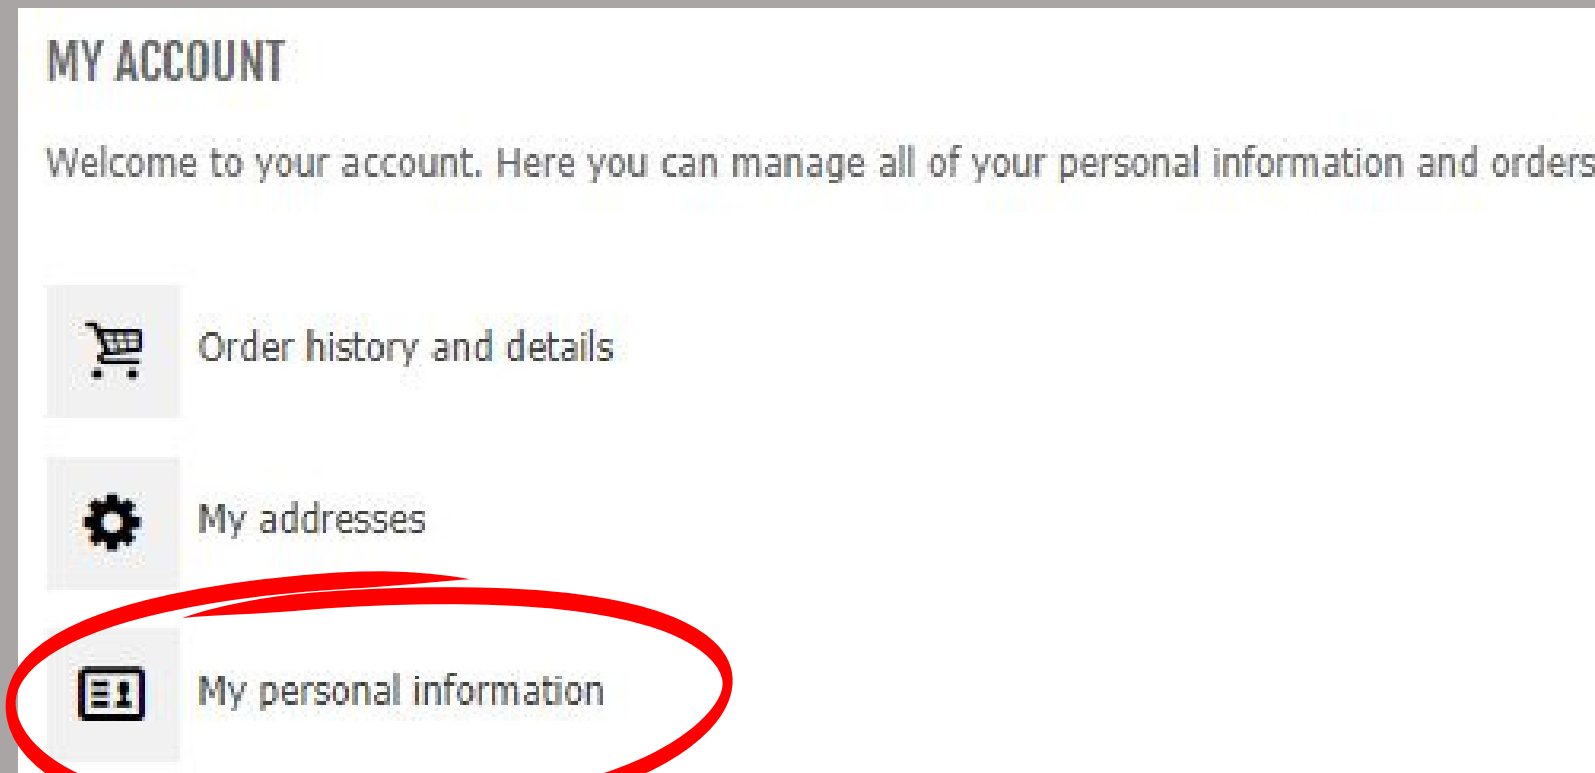 MY ACCOUNT
Welcome to your account. Here you can manage all of your personal information and orders
Order history and details
My addresses
My personal information